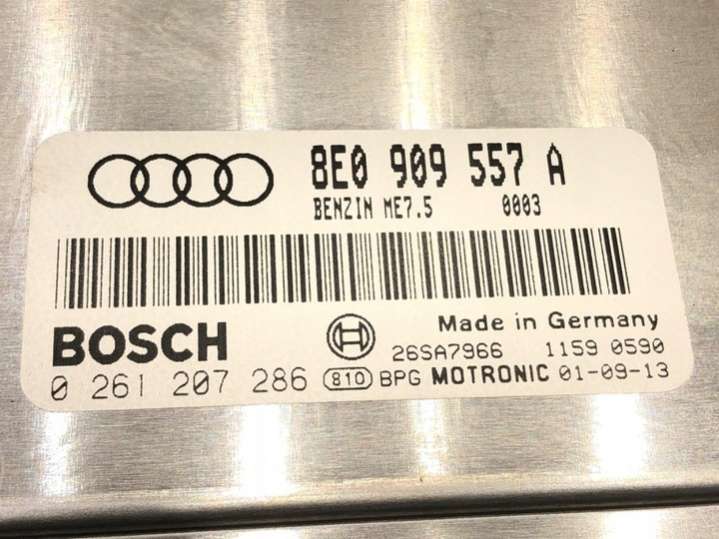 8E0 909 557 A
BENZIN ME7.5 0003
BOSCH
Made in Germany
26SA7966 1159 0590
0 261 207 286 810 BPG MOTRONIC 01-09-13